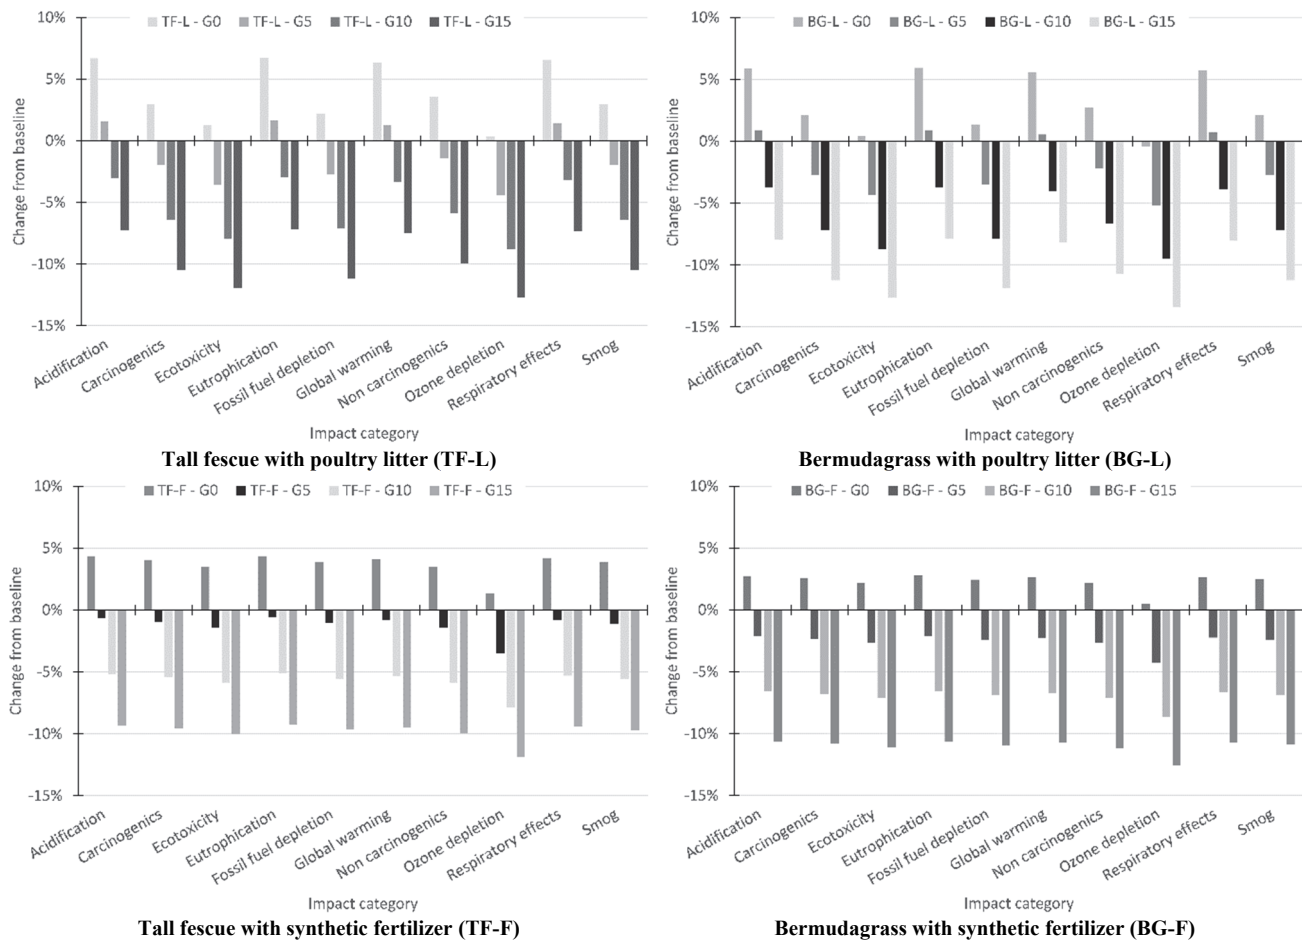 TF-L - G0 TF-L - G5 TF-L - G10 TF-L - G15
10%
5%
0%
-5%
-10%
-15%
Change from baseline
Acidification
Carcinogenics
Ecotoxicity
Eutrophication
Fossil fuel depletion
Global warming
Non carcinogenics
Ozone depletion
Respiratory effects
Smog
Impact category
Tall fescue with poultry litter (TF-L)
BG-L - G0 BG-L - G5 BG-L - G10 BG-L - G15
10%
5%
0%
-5%
-10%
-15%
Change from baseline
Acidification
Carcinogenics
Ecotoxicity
Eutrophication
Fossil fuel depletion
Global warming
Non carcinogenics
Ozone depletion
Respiratory effects
Smog
Impact category
Bermudagrass with poultry litter (BG-L)
TF-F - G0 TF-F - G5 TF-F - G10 TF-F - G15
10%
5%
0%
-5%
-10%
-15%
Change from baseline
Acidification
Carcinogenics
Ecotoxicity
Eutrophication
Fossil fuel depletion
Global warming
Non carcinogenics
Ozone depletion
Respiratory effects
Smog
Impact category
Tall fescue with synthetic fertilizer (TF-F)
BG-F - G0 BG-F - G5 BG-F - G10 BG-F - G15
10%
5%
0%
-5%
-10%
-15%
Change from baseline
Acidification
Carcinogenics
Ecotoxicity
Eutrophication
Fossil fuel depletion
Global warming
Non carcinogenics
Ozone depletion
Respiratory effects
Smog
Impact category
Bermudagrass with synthetic fertilizer (BG-F)